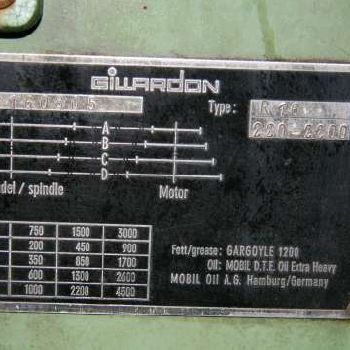 GILLARDON
Type:
A
B
C
D
/ spindle Motor
750 1500 3000
200 450 900
350 850 1700
600 1300 2600
1000 2200 4500
Fett/grease: GARGOYLE 1200
Oil: MOBIL D.T.E. Oil Extra Heavy
MOBIL OIL A.G. Hamburg/Germany